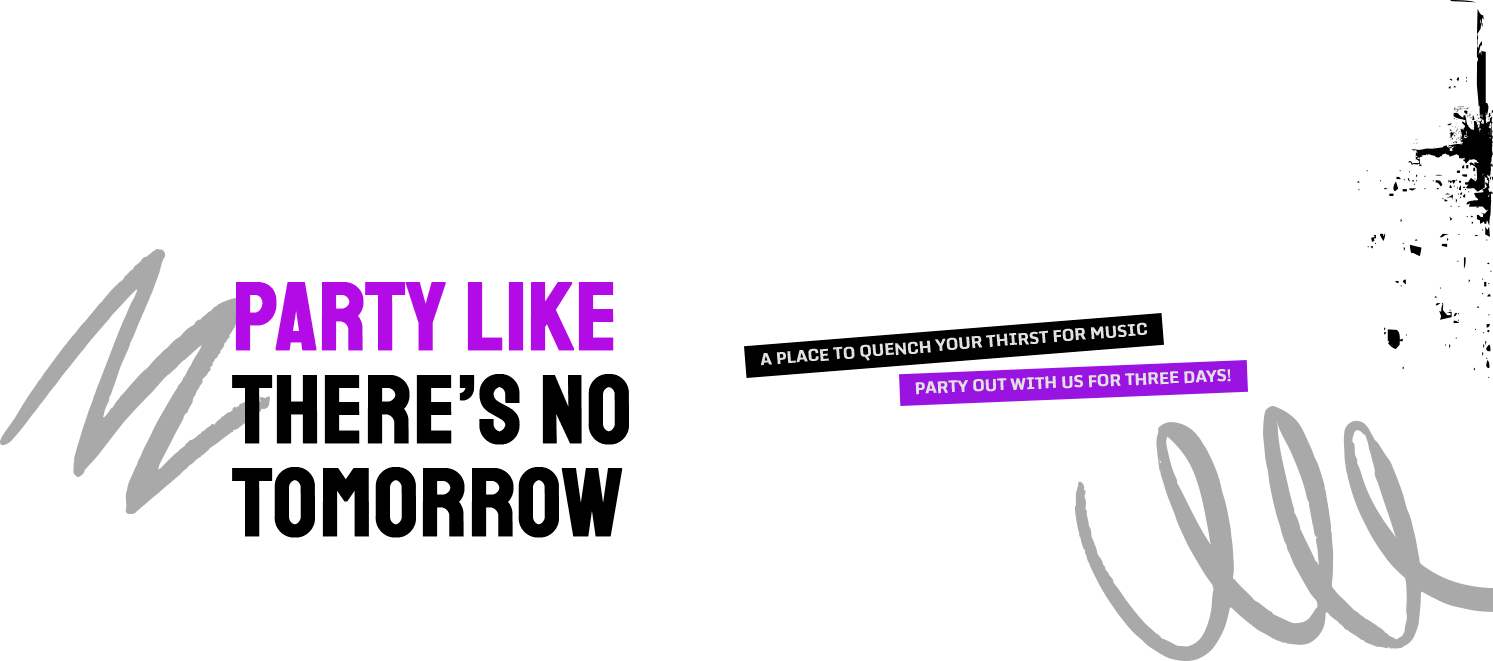 PARTY LIKE
THERE’S NO
TOMORROW
A PLACE TO QUENCH YOUR THIRST FOR MUSIC
PARTY OUT WITH US FOR THREE DAYS!